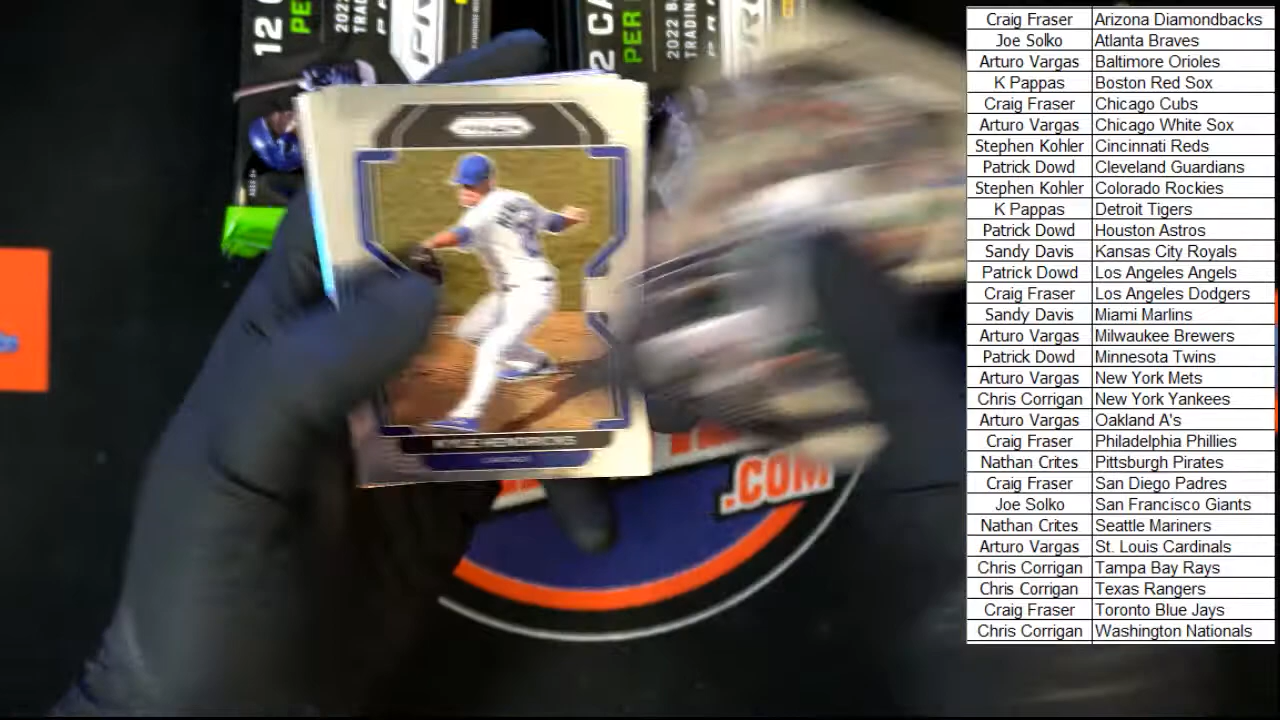 12 C
PER
2022
TRAD
2 CA
PER
2022 B
TRADIN
KYLE HENDRICKS
.COM
Craig Fraser Arizona Diamondbacks
Joe Solko Atlanta Braves
Arturo Vargas Baltimore Orioles
K Pappas Boston Red Sox
Craig Fraser Chicago Cubs
Arturo Vargas Chicago White Sox
Stephen Kohler Cincinnati Reds
Patrick Dowd Cleveland Guardians
Stephen Kohler Colorado Rockies
K Pappas Detroit Tigers
Patrick Dowd Houston Astros
Sandy Davis Kansas City Royals
Patrick Dowd Los Angeles Angels
Craig Fraser Los Angeles Dodgers
Sandy Davis Miami Marlins
Arturo Vargas Milwaukee Brewers
Patrick Dowd Minnesota Twins
Arturo Vargas New York Mets
Chris Corrigan New York Yankees
Arturo Vargas Oakland A's
Craig Fraser Philadelphia Phillies
Nathan Crites Pittsburgh Pirates
Craig Fraser San Diego Padres
Joe Solko San Francisco Giants
Nathan Crites Seattle Mariners
Arturo Vargas St. Louis Cardinals
Chris Corrigan Tampa Bay Rays
Chris Corrigan Texas Rangers
Craig Fraser Toronto Blue Jays
Chris Corrigan Washington Nationals